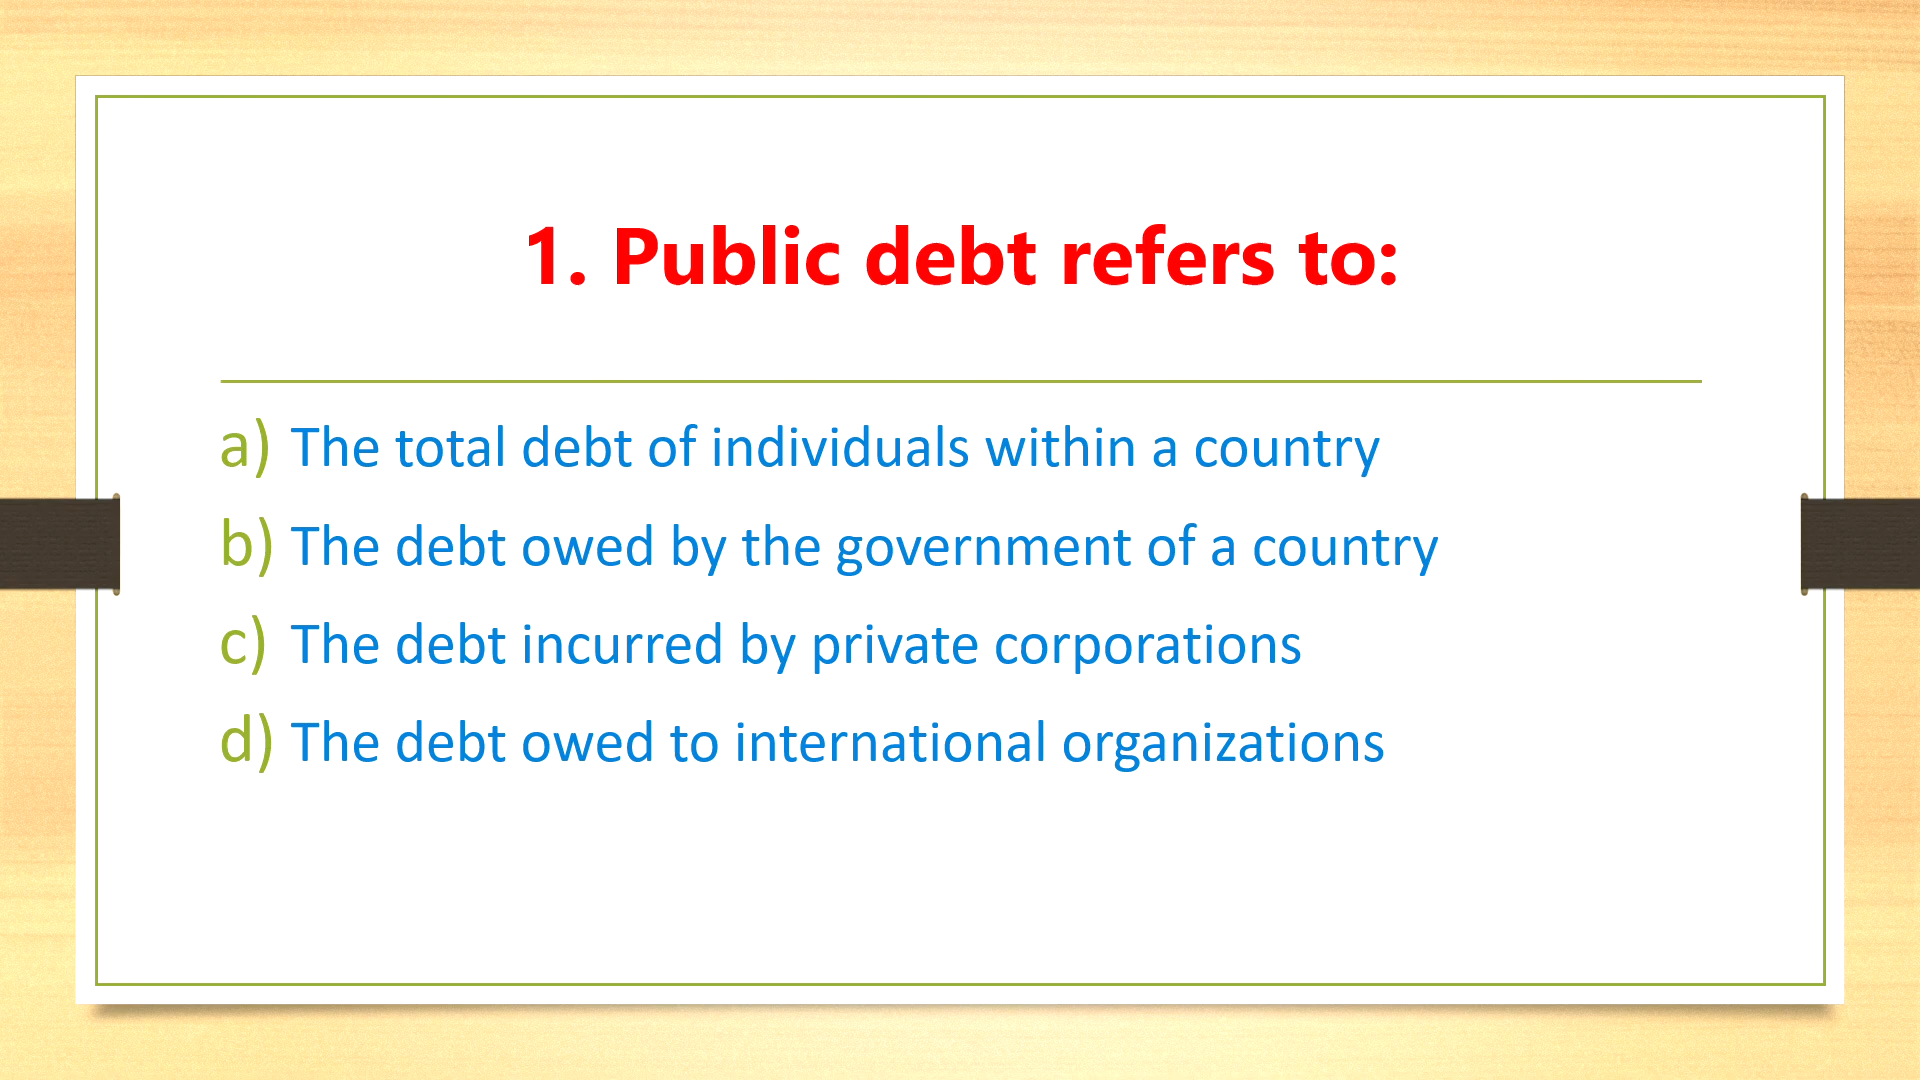 1. Public debt refers to:
a) The total debt of individuals within a country
b) The debt owed by the government of a country
c) The debt incurred by private corporations
d) The debt owed to international organizations